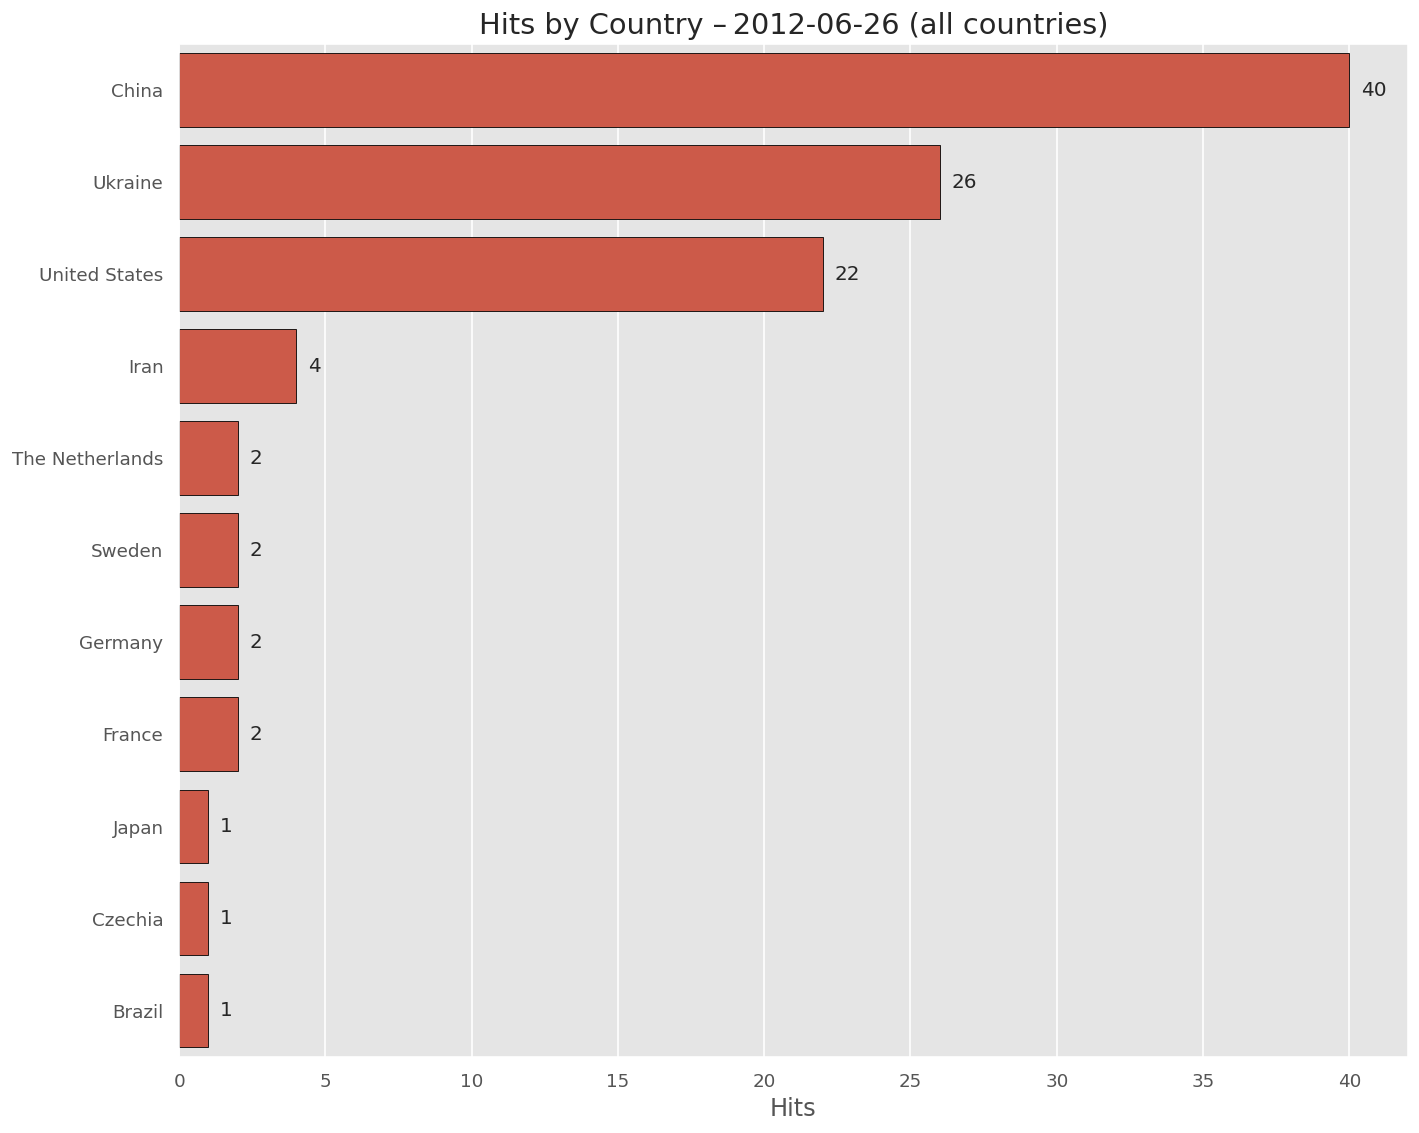 Hits by Country – 2012-06-26 (all countries)
China 40
Ukraine 26
United States 22
Iran 4
The Netherlands 2
Sweden 2
Germany 2
France 2
Japan 1
Czechia 1
Brazil 1
0 5 10 15 20 25 30 35 40
Hits